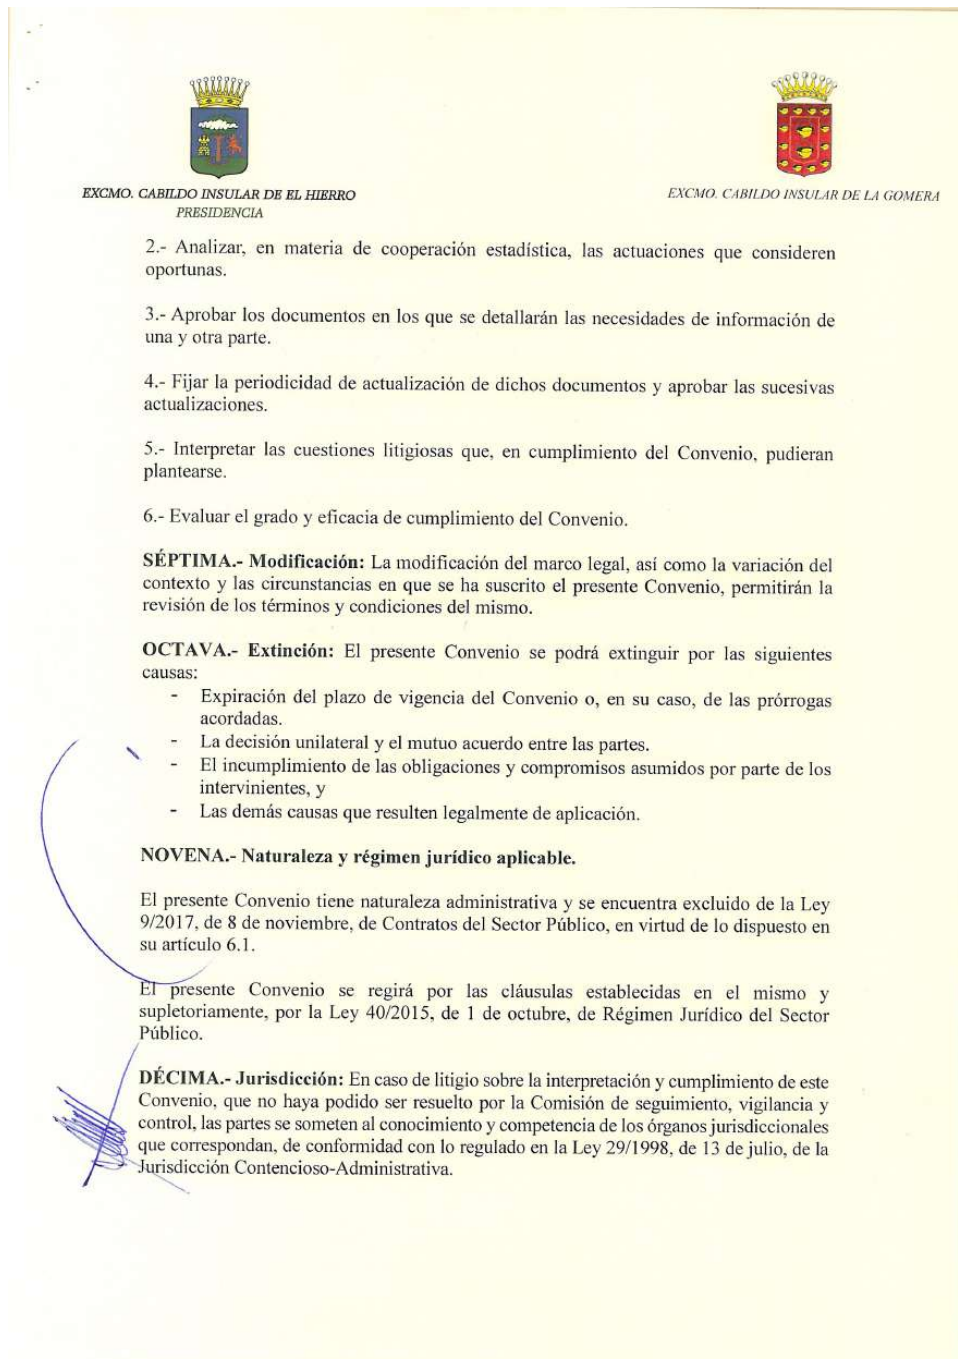 EXCMO. CABILDO INSULAR DE EL HIERRO
PRESIDENCIA
EXCMO. CABILDO INSULAR DE LA GOMERA
2.- Analizar, en materia de cooperación estadística, las actuaciones que consideren
oportunas.
3.- Aprobar los documentos en los que se detallarán las necesidades de información de
una y otra parte.
4.- Fijar la periodicidad de actualización de dichos documentos y aprobar las sucesivas
actualizaciones.
5.- Interpretar las cuestiones litigiosas que, en cumplimiento del Convenio, pudieran
plantearse.
6.- Evaluar el grado y eficacia de cumplimiento del Convenio.
SÉPTIMA.- Modificación: La modificación del marco legal, así como la variación del
contexto y las circunstancias en que se ha suscrito el presente Convenio, permitirán la
revisión de los términos y condiciones del mismo.
OCTAVA.- Extinción: El presente Convenio se podrá extinguir por las siguientes
causas:
- Expiración del plazo de vigencia del Convenio o, en su caso, de las prórrogas
acordadas.
- La decisión unilateral y el mutuo acuerdo entre las partes.
- El incumplimiento de las obligaciones y compromisos asumidos por parte de los
intervinientes, y
- Las demás causas que resulten legalmente de aplicación.
NOVENA.- Naturaleza y régimen jurídico aplicable.
El presente Convenio tiene naturaleza administrativa y se encuentra excluido de la Ley
9/2017, de 8 de noviembre, de Contratos del Sector Público, en virtud de lo dispuesto en
su artículo 6.1.
El presente Convenio se regirá por las cláusulas establecidas en el mismo y
supletoriamente, por la Ley 40/2015, de 1 de octubre, de Régimen Jurídico del Sector
Público.
DÉCIMA.- Jurisdicción: En caso de litigio sobre la interpretación y cumplimiento de este
Convenio, que no haya podido ser resuelto por la Comisión de seguimiento, vigilancia y
control, las partes se someten al conocimiento y competencia de los órganos jurisdiccionales
que correspondan, de conformidad con lo regulado en la Ley 29/1998, de 13 de julio, de la
Jurisdicción Contencioso-Administrativa.